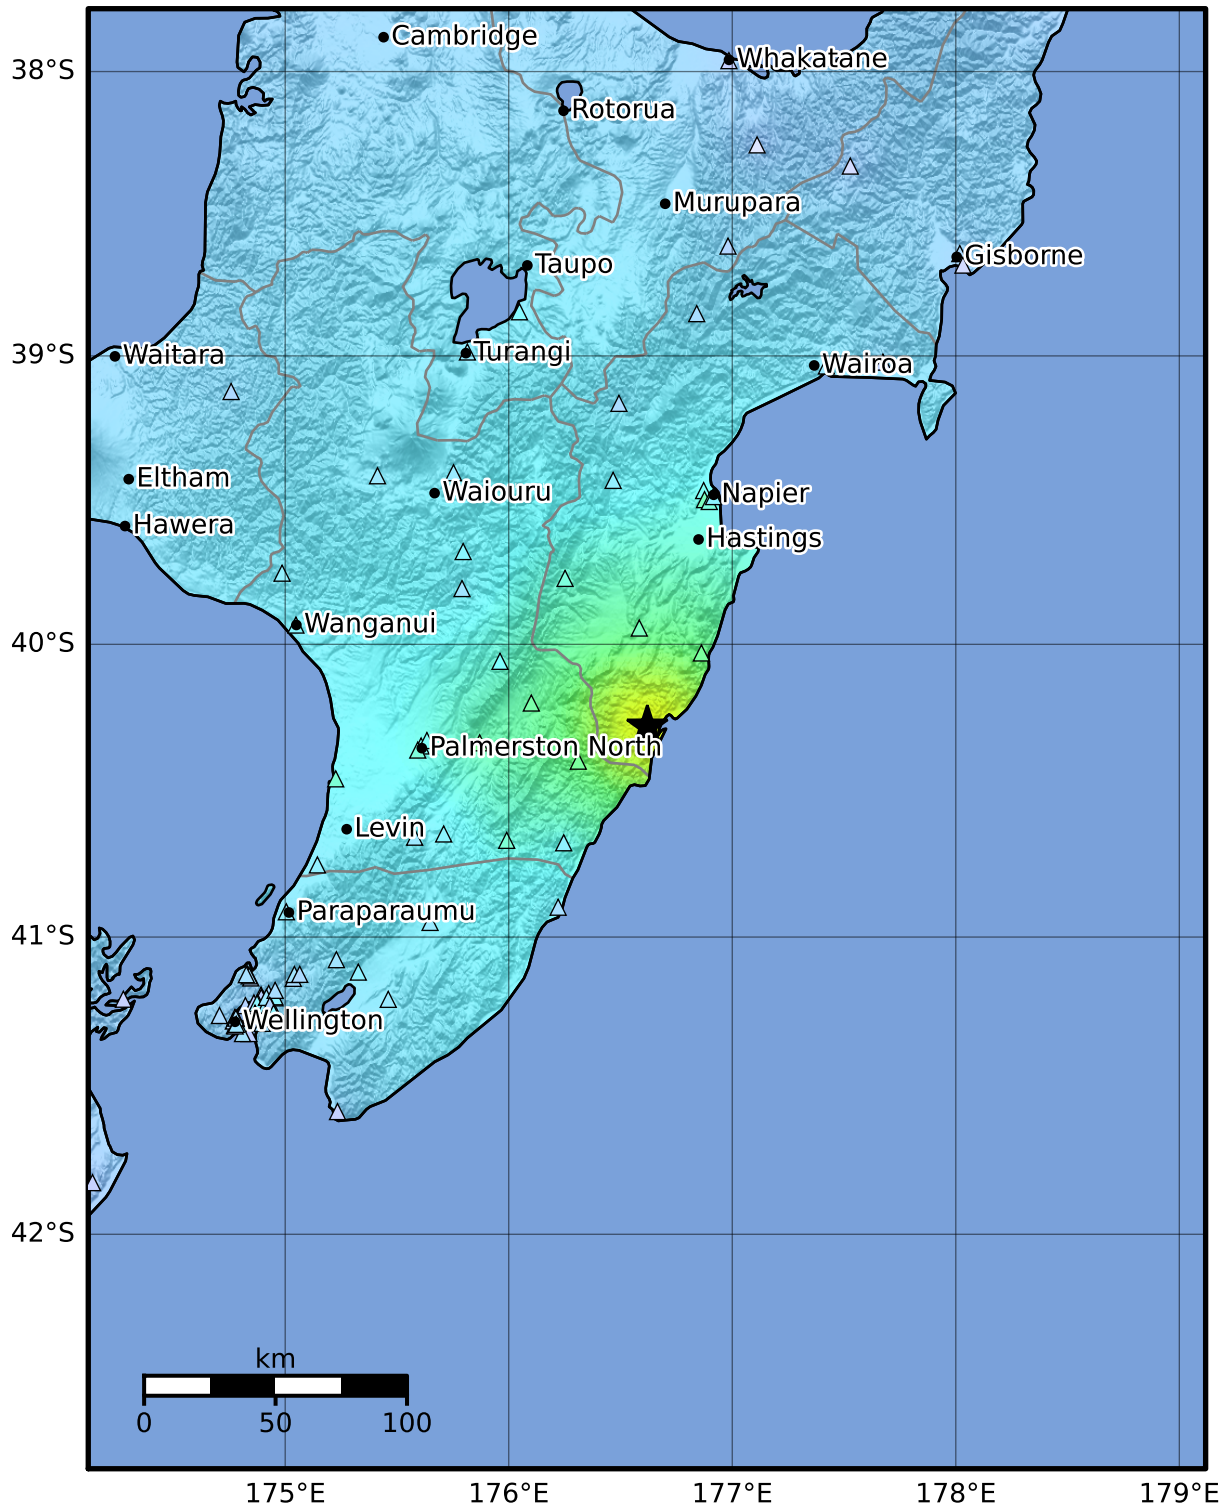 Cambridge
Whakatane
38°S
Rotorua
Murupara
Gisborne
Taupo
Turangi
39°S
Waitara
Wairoa
Eltham
Waiouru
Napier
Hawera
Hastings
Wanganui
40°S
Palmerston North
Levin
Paraparaumu
41°S
Wellington
42°S
km
0 50 100
175°E 176°E 177°E 178°E 179°E